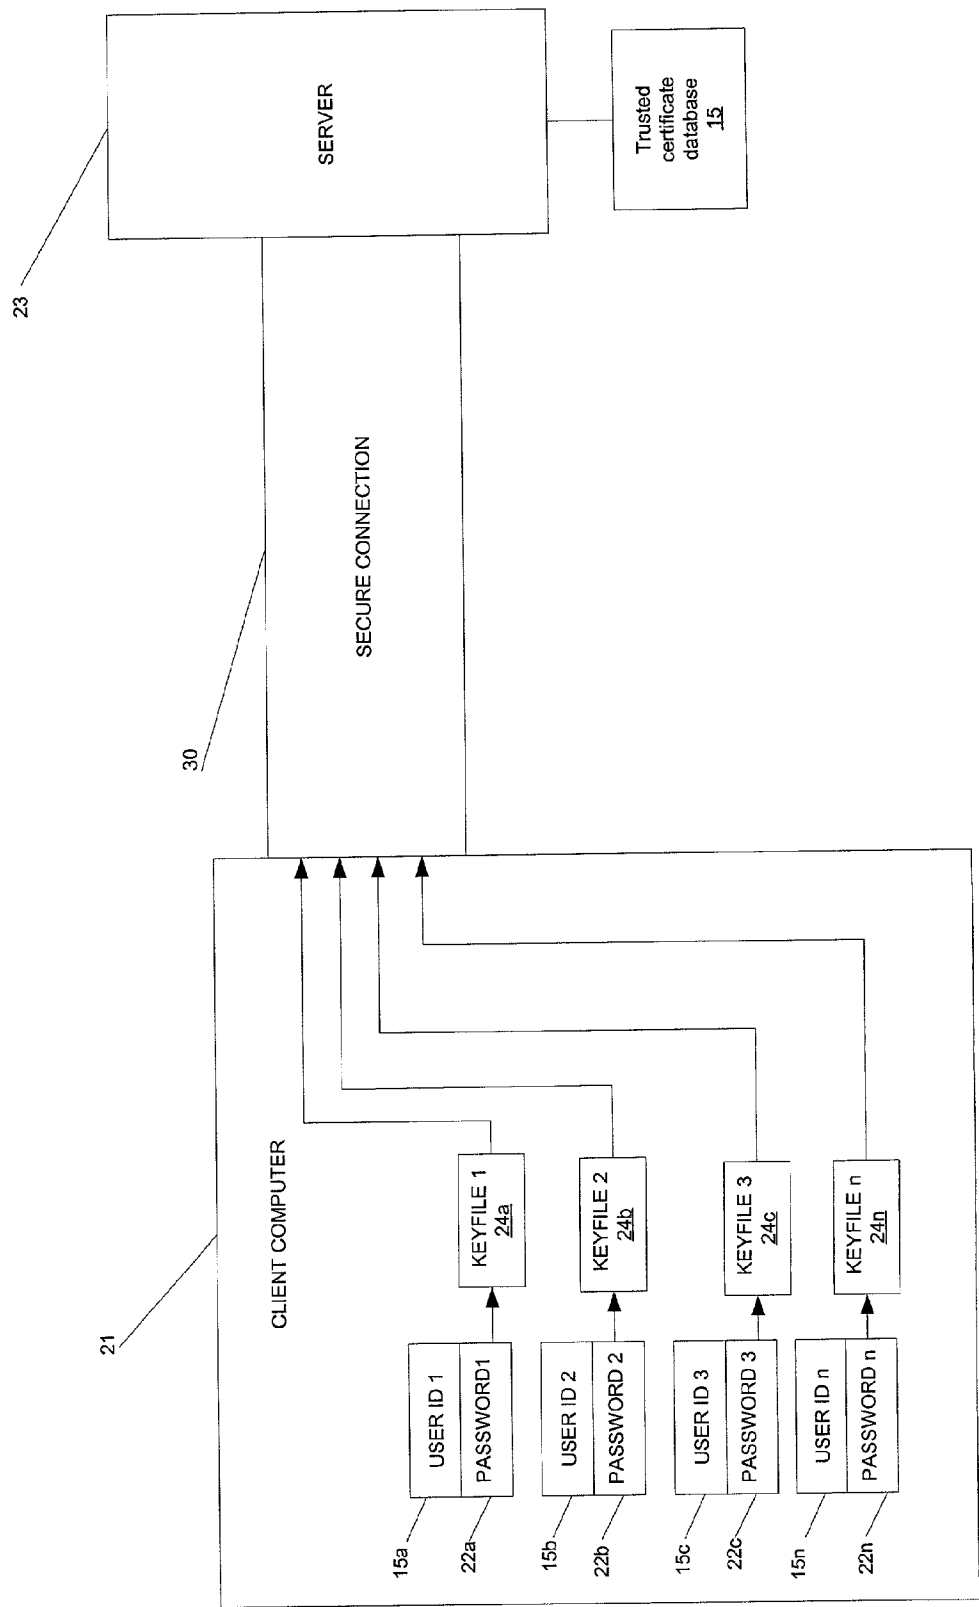 21
CLIENT COMPUTER
15a
USER ID 1
22a
PASSWORD1
KEYFILE 1
24a
15b
USER ID 2
22b
PASSWORD 2
KEYFILE 2
24b
15c
USER ID 3
22c
PASSWORD 3
KEYFILE 3
24c
15n
USER ID n
22n
PASSWORD n
KEYFILE n
24n
30
SECURE CONNECTION
23
SERVER
Trusted
certificate
database
15